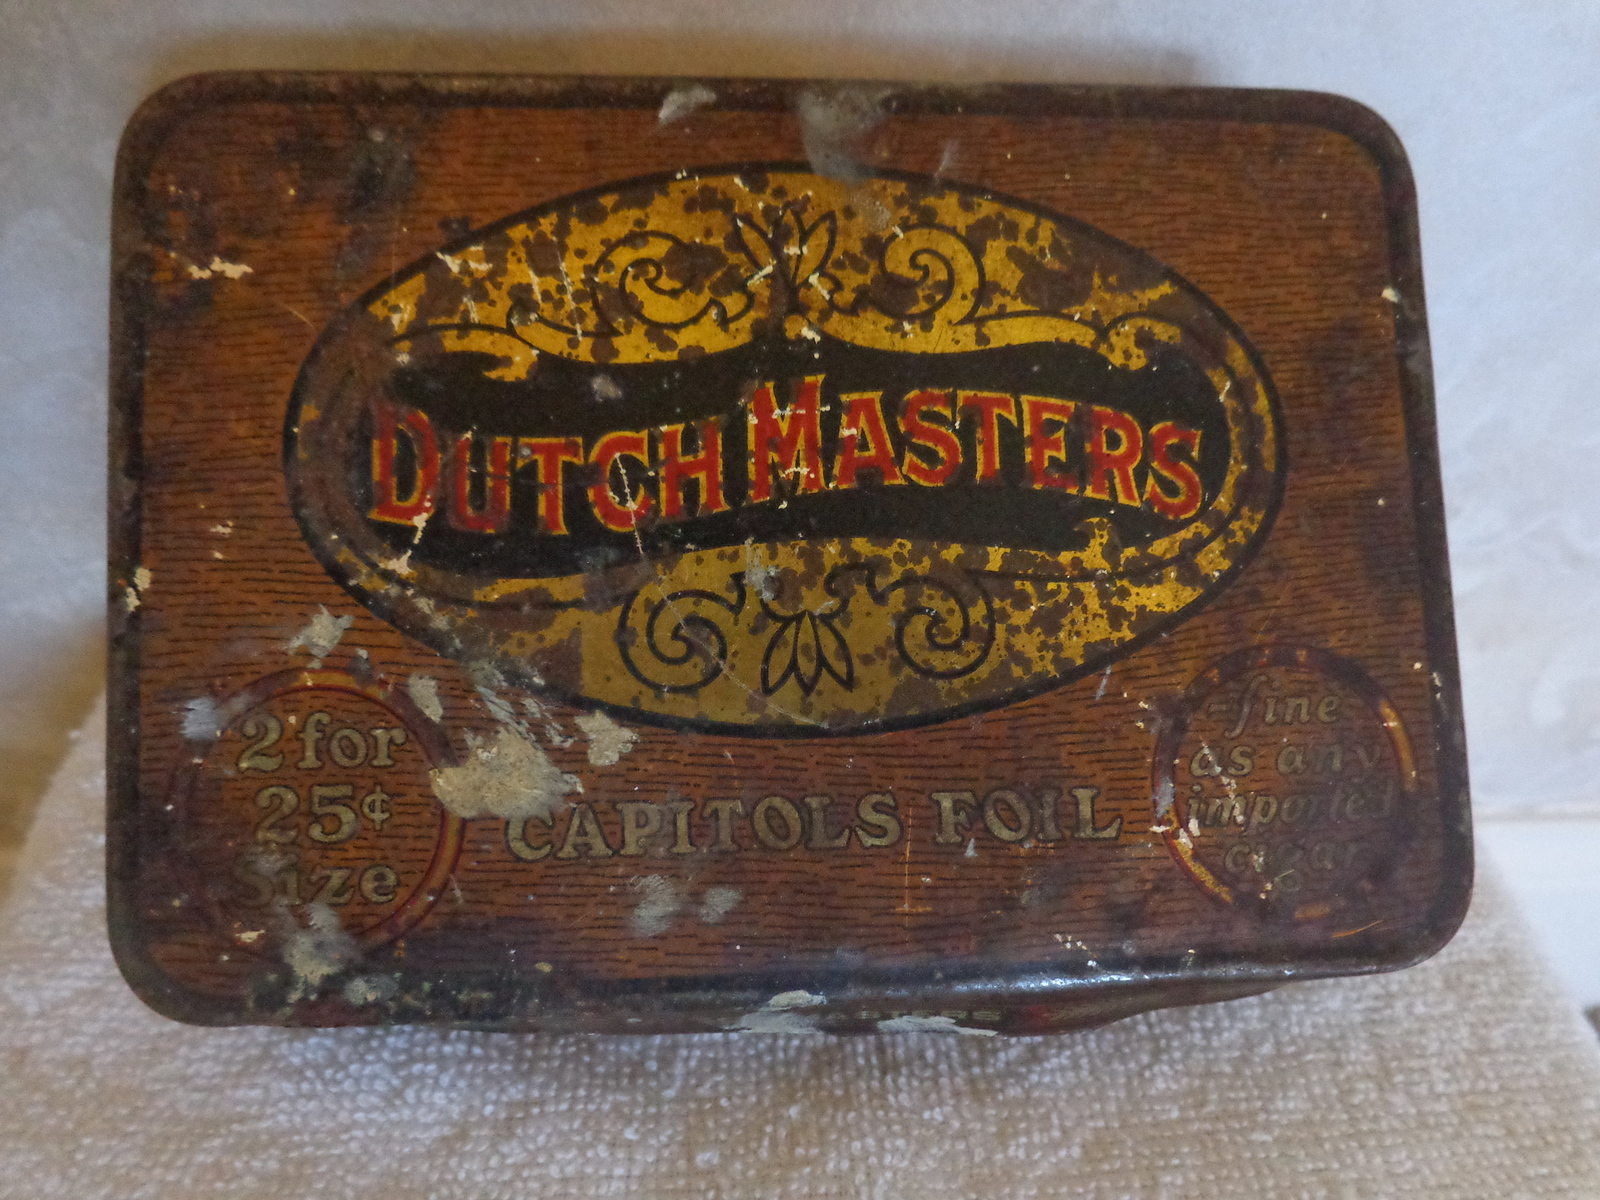 DUTCH MASTERS
2 for
25¢
Size
CAPITOLS FOIL
-fine-
as any
imported
cigar